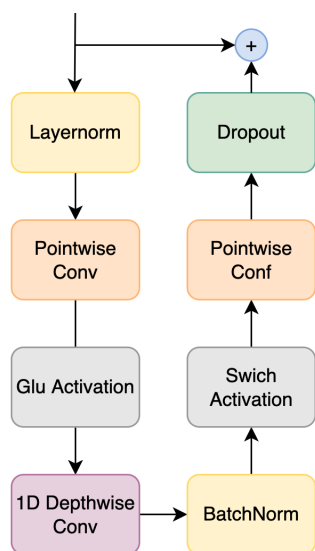 +
Layernorm
Dropout
Pointwise
Conv
Pointwise
Conf
Glu Activation
Swich
Activation
1D Depthwise
Conv
BatchNorm